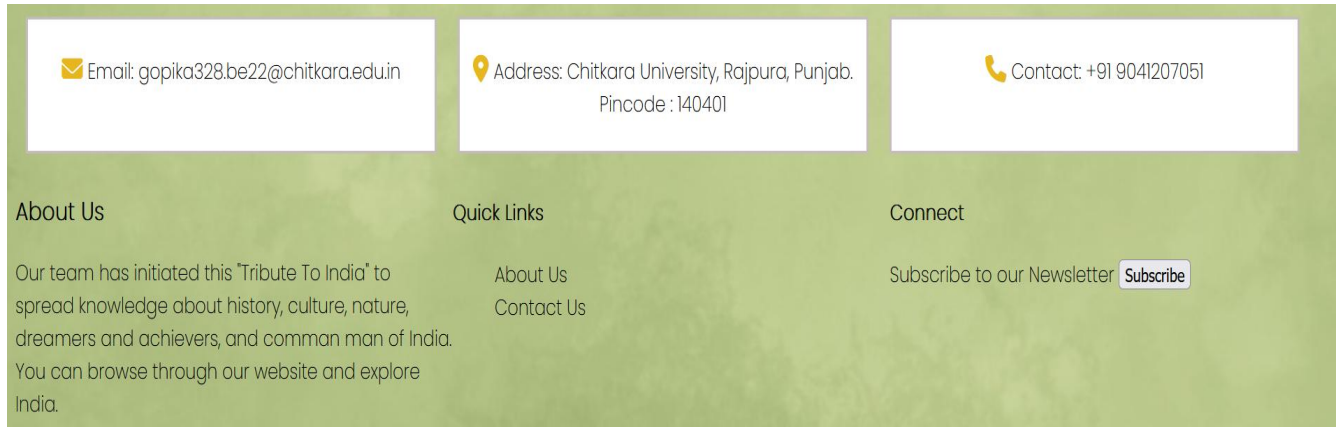 Email: gopika328.be22@chitkara.edu.in
Address: Chitkara University, Rajpura, Punjab.
Pincode : 140401
Contact: +91 9041207051
About Us
Our team has initiated this "Tribute To India" to
spread knowledge about history, culture, nature,
dreamers and achievers, and comman man of India.
You can browse through our website and explore
India.
Quick Links
About Us
Contact Us
Connect
Subscribe to our Newsletter Subscribe